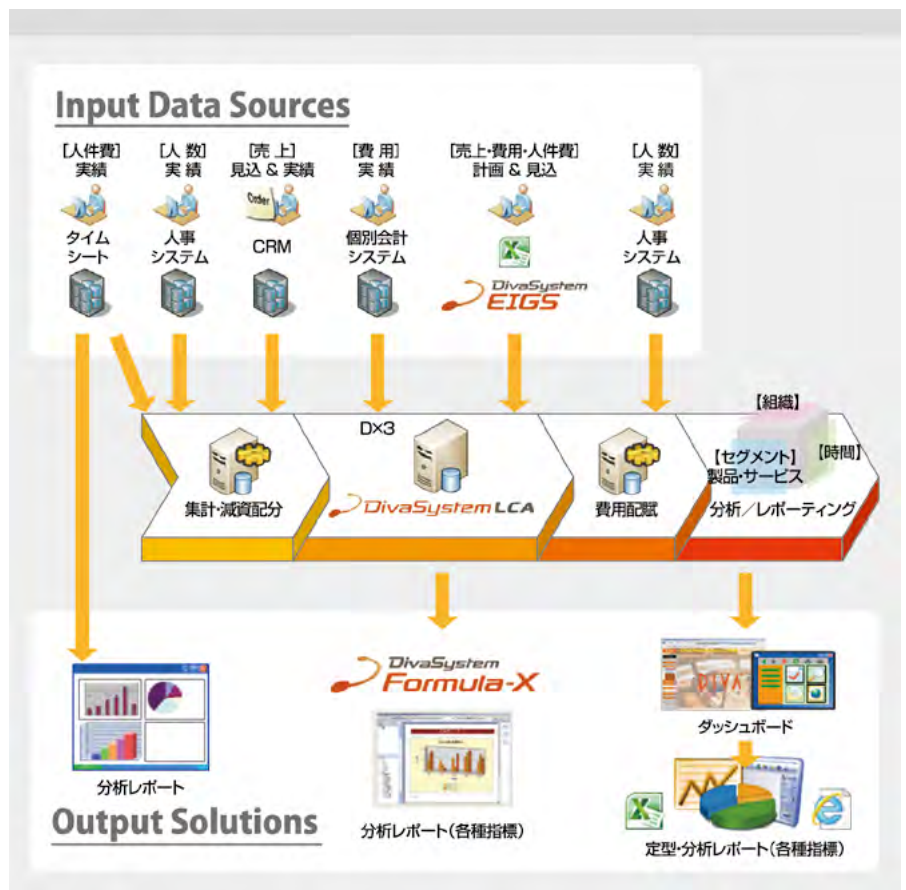 Input Data Sources
[人件費]
実績
[人 数]
実 績
[売 上]
見込 & 実績
[費 用]
実 績
[売上・費用・人件費]
計画 & 見込
[人 数]
実 績
Order
タイム
シート
人事
システム
CRM
個別会計
システム
DivaSystem
EIGS
人事
システム
集計・減資配分
D×3
DivaSystem LCA
費用配賦
【組織】
【セグメント】
製品・サービス
【時間】
分析／レポーティング
分析レポート
DivaSystem
Formula-X
分析レポート(各種指標)
DIVA
ダッシュボード
定型・分析レポート(各種指標)
Output Solutions